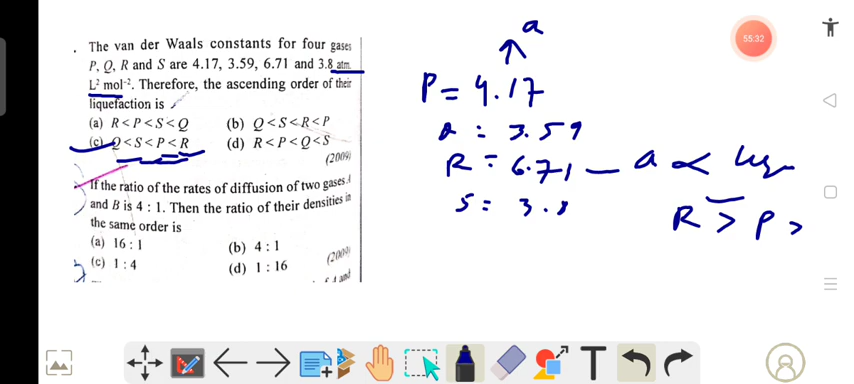 . The van der Waals constants for four gases
P, Q, R and S are 4.17, 3.59, 6.71 and 3.8 atm
L² mol⁻². Therefore, the ascending order of their
liquefaction is
(a) R < P < S < Q (b) Q < S < R < P
(c) Q < S < P < R (d) R < P < Q < S
(2009)
If the ratio of the rates of diffusion of two gases A
and B is 4 : 1. Then the ratio of their densities in
the same order is
(a) 16 : 1 (b) 4 : 1
(c) 1 : 4 (d) 1 : 16
(2009)
and
a
P = 4.17
= 3.59
R = 6.71 — a ∝
S = 3.8
R > P >
55:32
T